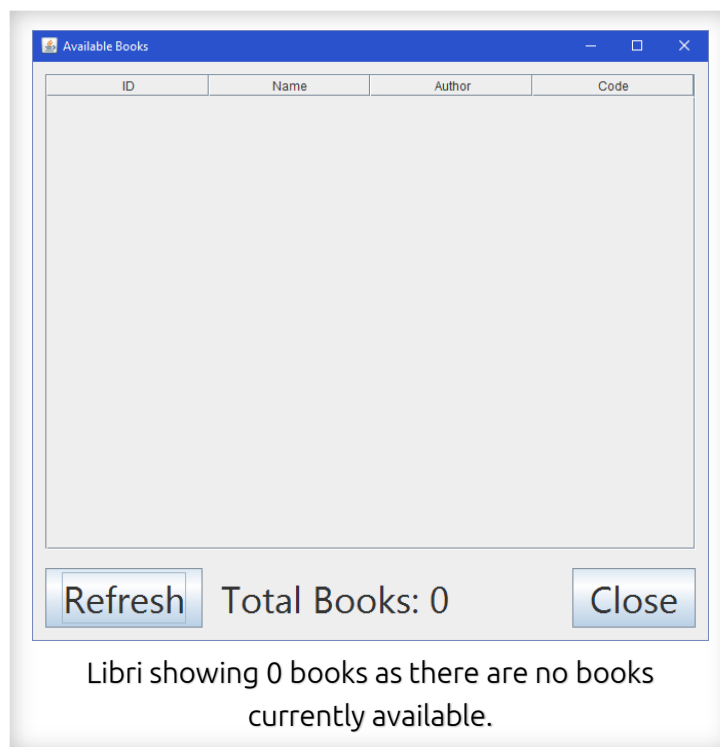 Available Books
ID Name Author Code
Refresh Total Books: 0 Close
Libri showing 0 books as there are no books
currently available.